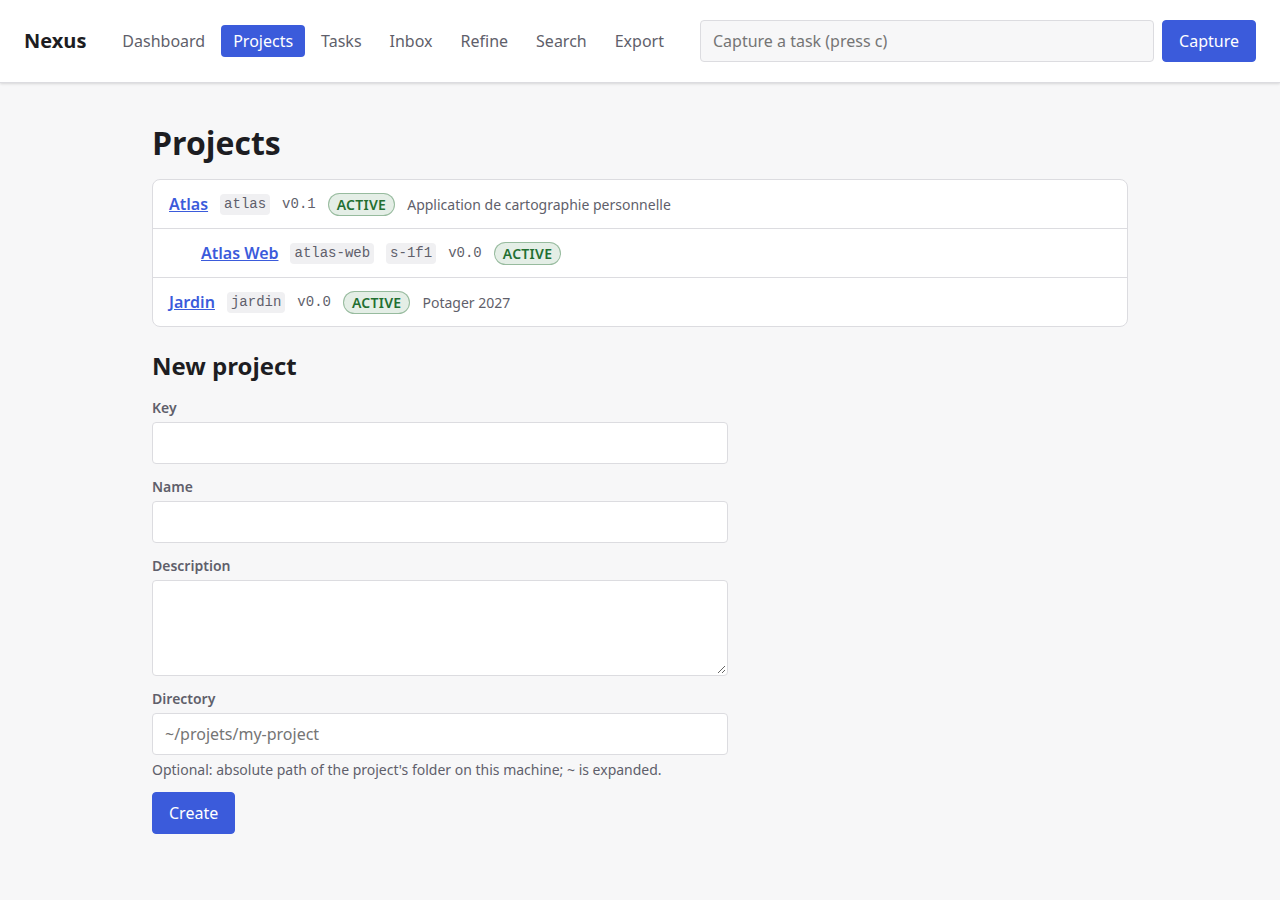 Nexus Dashboard Projects Tasks Inbox Refine Search Export Capture a task (press c) Capture
Projects
Atlas atlas v0.1 ACTIVE Application de cartographie personnelle
Atlas Web atlas-web s-1f1 v0.0 ACTIVE
Jardin jardin v0.0 ACTIVE Potager 2027
New project
Key
Name
Description
Directory
~/projets/my-project
Optional: absolute path of the project's folder on this machine; ~ is expanded.
Create